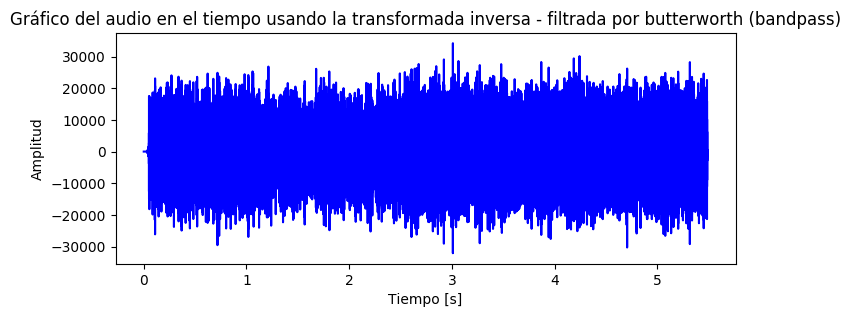 Gráfico del audio en el tiempo usando la transformada inversa - filtrada por butterworth (bandpass)
30000
20000
10000
0
−10000
−20000
−30000
Amplitud
0 1 2 3 4 5
Tiempo [s]